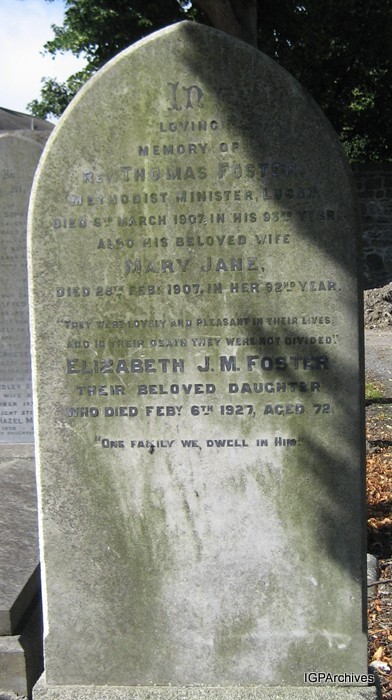 In
LOVING
MEMORY OF
REV THOMAS FOSTER,
METHODIST MINISTER, LUCAN
DIED 6TH MARCH 1907, IN HIS 93RD YEAR.
ALSO HIS BELOVED WIFE
MARY JANE,
DIED 28TH FEBY 1907, IN HER 92ND YEAR.
"THEY WERE LOVELY AND PLEASANT IN THEIR LIVES
AND IN THEIR DEATH THEY WERE NOT DIVIDED".
ELIZABETH J. M. FOSTER
THEIR BELOVED DAUGHTER
WHO DIED FEBY 6TH 1927, AGED 72.
"ONE FAMILY WE DWELL IN HIM."
IGPArchives